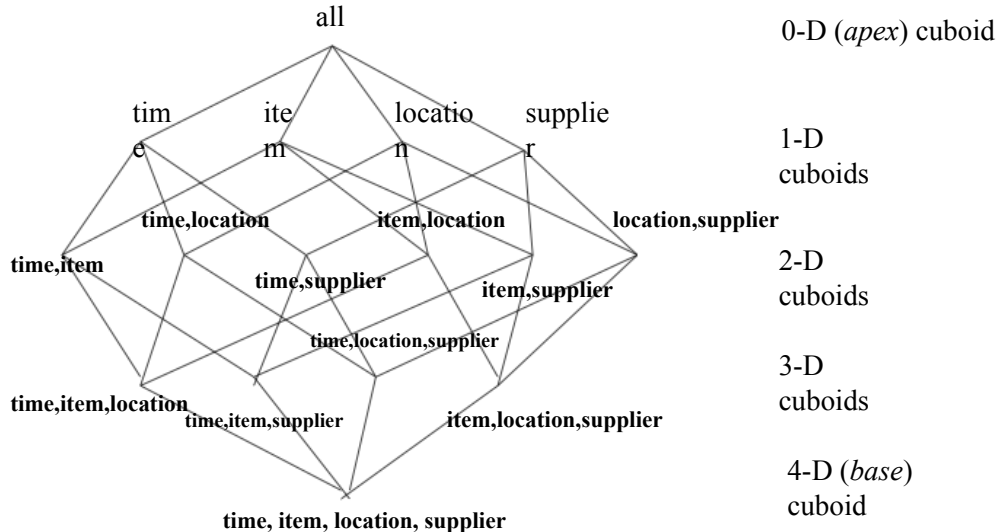 all
0-D (apex) cuboid
tim
e
ite
m
locatio
n
supplie
r
1-D
cuboids
time,location
item,location
location,supplier
time,item
time,supplier
item,supplier
2-D
cuboids
time,location,supplier
3-D
cuboids
time,item,location
time,item,supplier
item,location,supplier
4-D (base)
cuboid
time, item, location, supplier